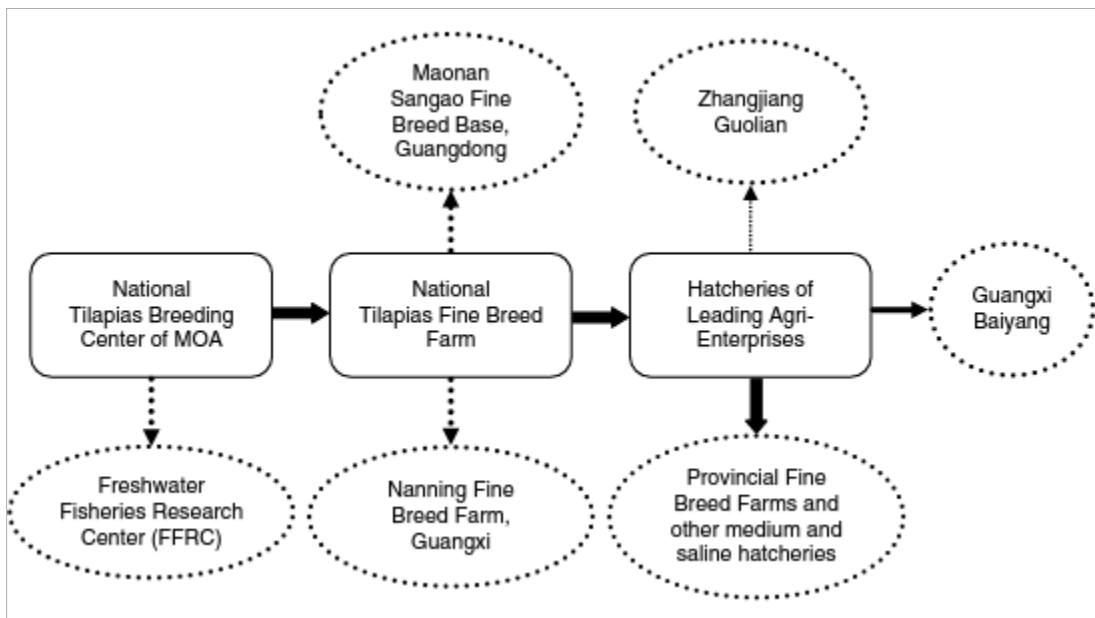 Maonan
Sangao Fine
Breed Base,
Guangdong
Zhangjiang
Guolian
National
Tilapias Breeding
Center of MOA
National
Tilapias Fine Breed
Farm
Hatcheries of
Leading Agri-
Enterprises
Guangxi
Baiyang
Freshwater
Fisheries Research
Center (FFRC)
Nanning Fine
Breed Farm,
Guangxi
Provincial Fine
Breed Farms and
other medium and
saline hatcheries